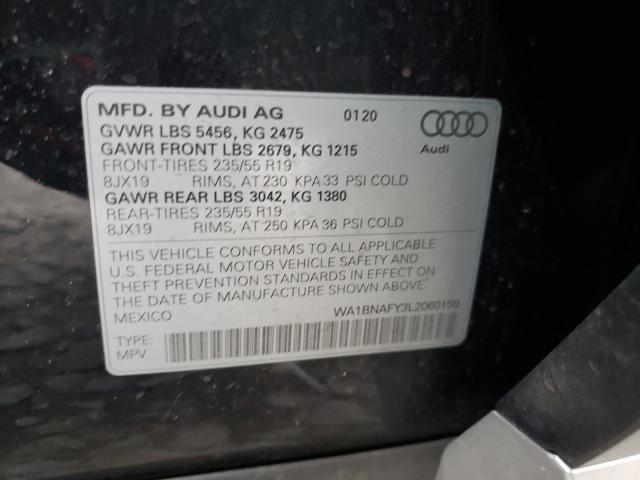 MFD. BY AUDI AG 0120
GVWR LBS 5456, KG 2475
GAWR FRONT LBS 2679, KG 1215
Audi
FRONT-TIRES 235/55 R19
8JX19 RIMS, AT 230 KPA 33 PSI COLD
GAWR REAR LBS 3042, KG 1380
REAR-TIRES 235/55 R19
8JX19 RIMS, AT 250 KPA 36 PSI COLD
THIS VEHICLE CONFORMS TO ALL APPLICABLE
U.S. FEDERAL MOTOR VEHICLE SAFETY AND
THEFT PREVENTION STANDARDS IN EFFECT ON
THE DATE OF MANUFACTURE SHOWN ABOVE.
MEXICO WA1BNAFY3L2060158
TYPE:
MPV